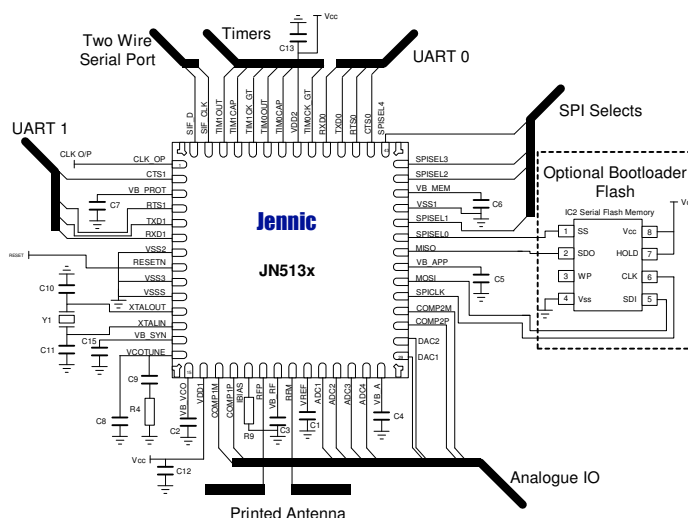 Two Wire
Serial Port
Timers
C13
Vcc
UART 0
UART 1
SPI Selects
SIF_D
SIF_CLK
TIM1OUT
TIM1CAP
TIM1CK_GT
TIM0OUT
TIM0CAP
VDD2
TIM0CK_GT
RXD0
TXD0
RTS0
CTS0
SPISEL4
CLK O/P
CLK_OP
CTS1
VB_PROT
C7
RTS1
TXD1
RXD1
VSS2
RESET
RESETN
VSS3
VSSS
C10
XTALOUT
Y1
XTALIN
C11
C15
VB_SYN
VCOTUNE
C9
C8
R4
Jennic
JN513x
SPISEL3
SPISEL2
VB_MEM
VSS1
C6
SPISEL1
SPISEL0
MISO
VB_APP
MOSI
C5
SPICLK
COMP2M
COMP2P
DAC2
DAC1
Optional Bootloader
Flash
IC2 Serial Flash Memory
Vcc
1 SS Vcc 8
2 SDO HOLD 7
3 WP CLK 6
4 Vss SDI 5
VB_VCO
VDD1
COMP1M
COMP1P
IBIAS
RFP
VB_RF
RFM
VREF
ADC1
ADC2
ADC3
ADC4
VB_A
C2
R9
C3
C1
C4
Vcc
C12
Analogue IO
Printed Antenna